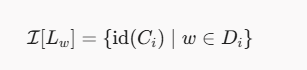 ℐ[L_w] = {id(C_i) | w ∈ D_i}